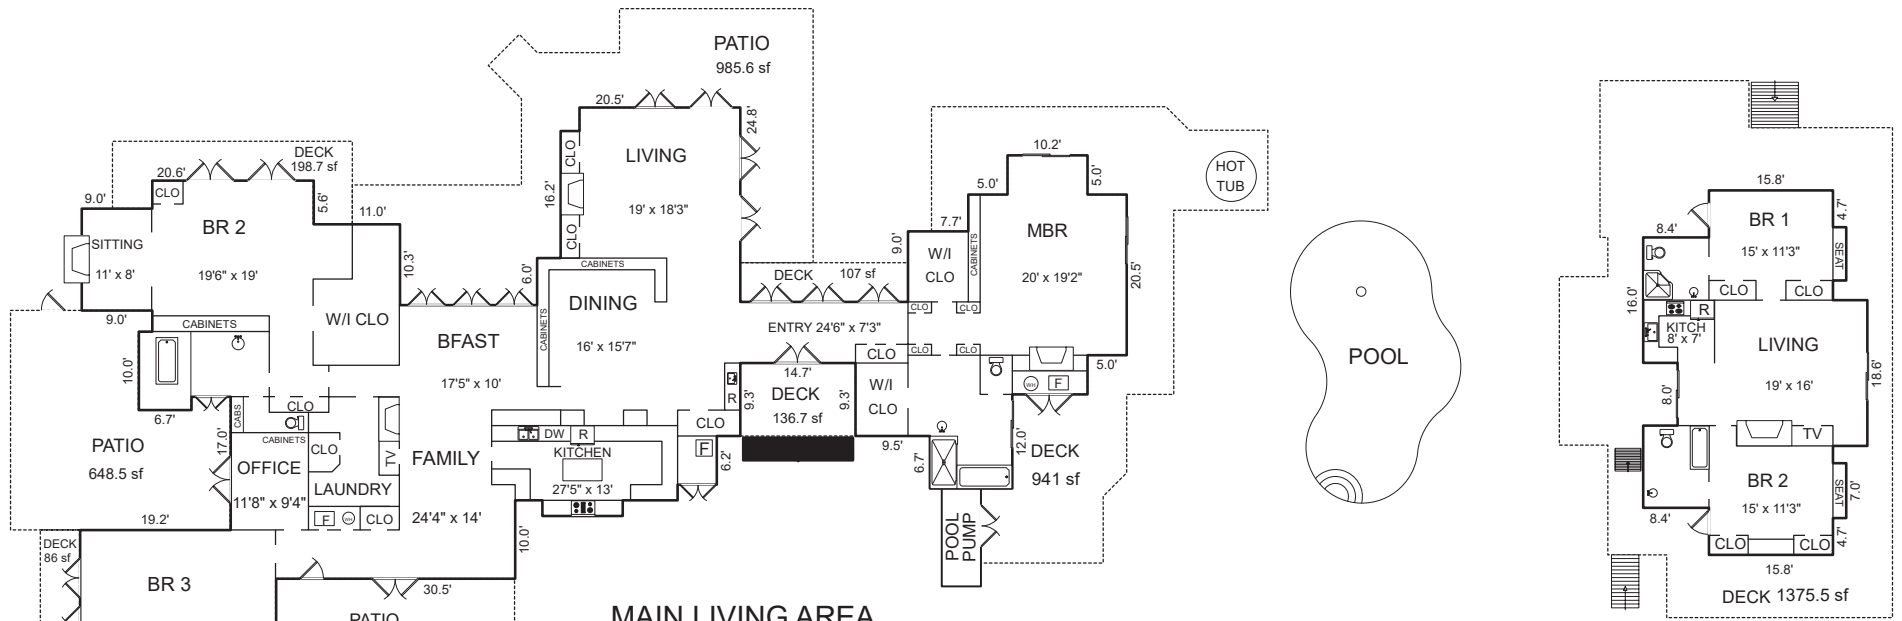 PATIO
985.6 sf
20.5'
24.8'
CLO
LIVING
16.2'
19' x 18'3"
CLO
DECK
198.7 sf
20.6'
9.0'
CLO
5.6'
11.0'
BR 2
SITTING
11' x 8'
19'6" x 19'
10.3'
6.0'
9.0'
W/I CLO
CABINETS
10.0'
6.7'
CABINETS
DINING
CABINETS
16' x 15'7"
BFAST
17'5" x 10'
DECK
107 sf
ENTRY 24'6" x 7'3"
CLO
14.7'
DECK
136.7 sf
9.3'
9.3'
R
CLO
F
6.2'
W/I
CLO
9.5'
10.2'
5.0'
5.0'
7.7'
9.0'
W/I
CLO
CABINETS
MBR
20' x 19'2"
20.5'
CLO
CLO
CLO
CLO
5.0'
WH
F
12.0'
6.7'
DECK
941 sf
POOL
PUMP
HOT
TUB
POOL
PATIO
648.5 sf
19.2'
17.0'
CABS
CLO
CABINETS
OFFICE
11'8" x 9'4"
CLO
LAUNDRY
F
WH
CLO
TV
FAMILY
24'4" x 14'
DW
R
KITCHEN
27'5" x 13'
10.0'
DECK
86 sf
BR 3
30.5'
PATIO
MAIN LIVING AREA
15.8'
4.7'
8.4'
BR 1
15' x 11'3"
SEAT
CLO
CLO
16.0'
R
KITCH
8' x 7'
LIVING
19' x 16'
18.6'
8.0'
TV
BR 2
15' x 11'3"
SEAT
7.0'
8.4'
CLO
CLO
4.7'
15.8'
DECK 1375.5 sf